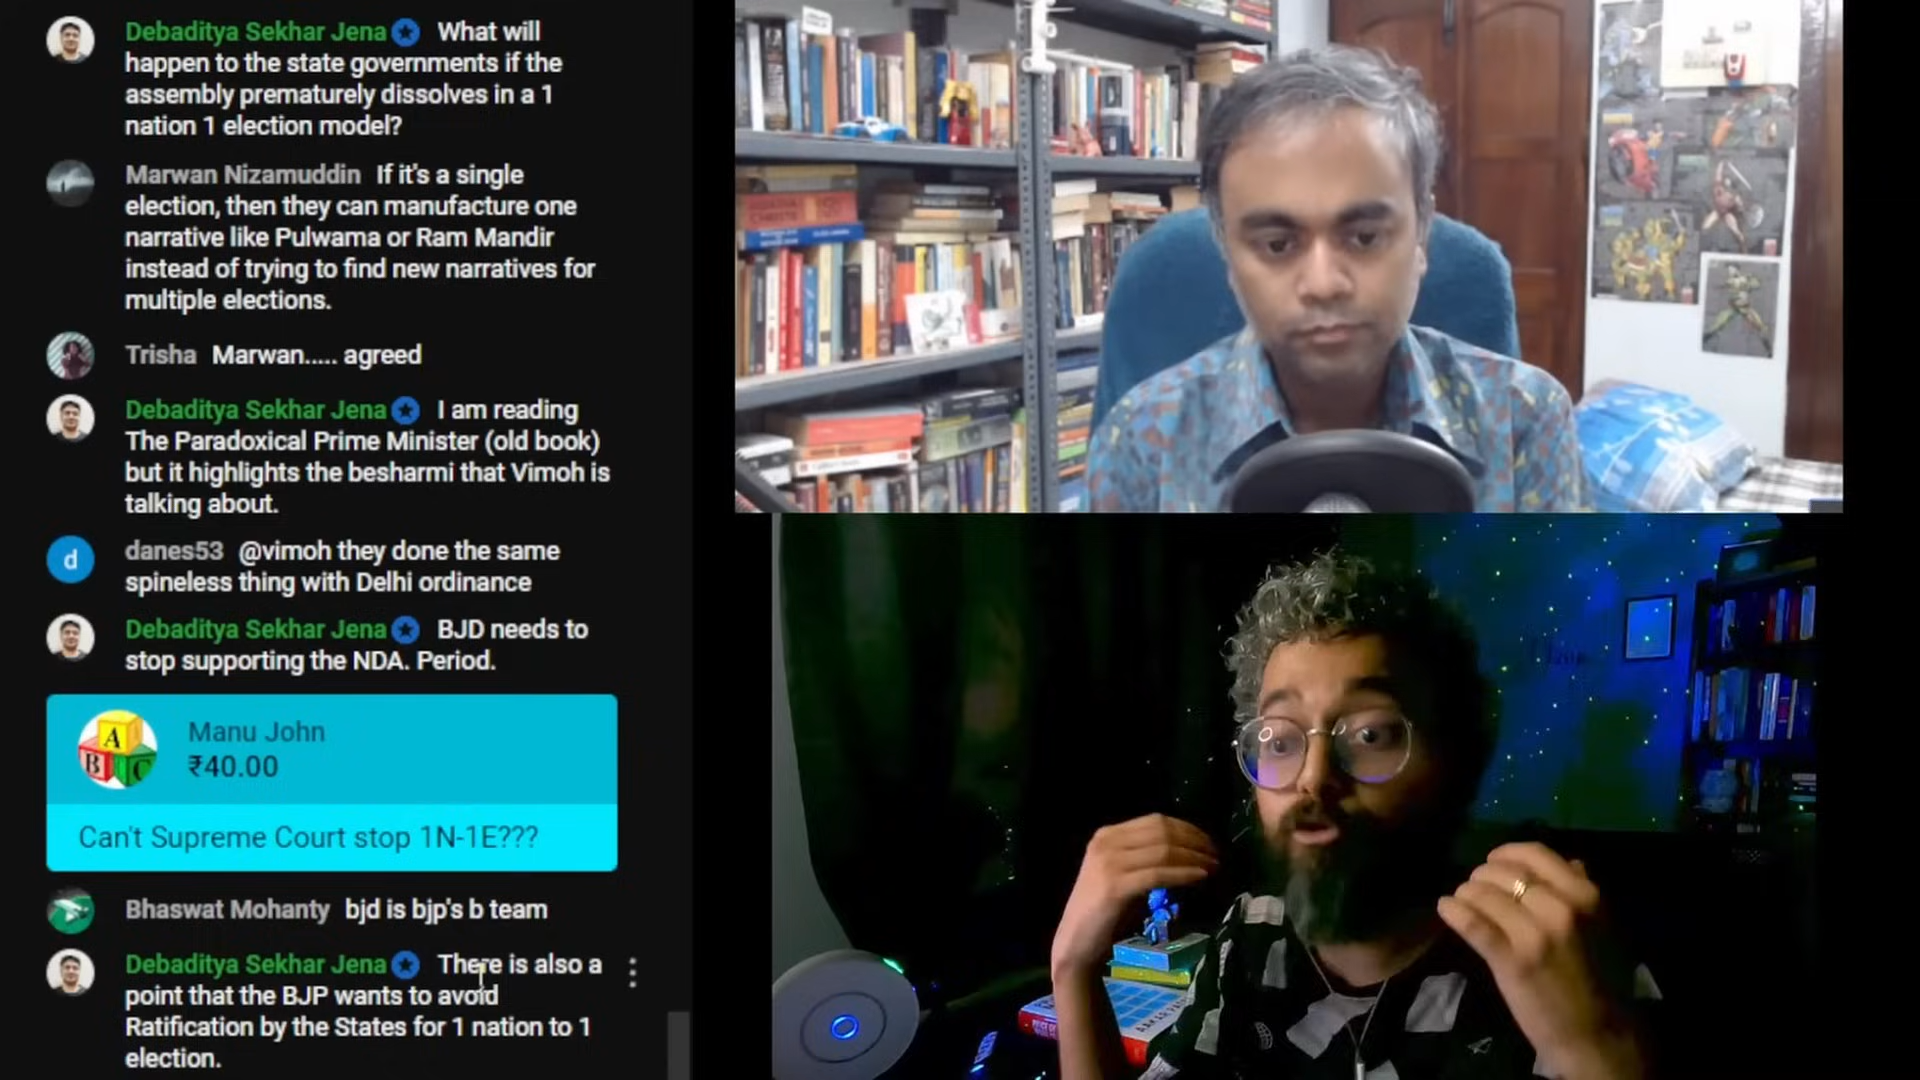 Debaditya Sekhar Jena What will
happen to the state governments if the
assembly prematurely dissolves in a 1
nation 1 election model?
Marwan Nizamuddin If it's a single
election, then they can manufacture one
narrative like Pulwama or Ram Mandir
instead of trying to find new narratives for
multiple elections.
Trisha Marwan..... agreed
Debaditya Sekhar Jena I am reading
The Paradoxical Prime Minister (old book)
but it highlights the besharmi that Vimoh is
talking about.
d danes53 @vimoh they done the same
spineless thing with Delhi ordinance
Debaditya Sekhar Jena BJD needs to
stop supporting the NDA. Period.
A
B C
Manu John
₹40.00
Can't Supreme Court stop 1N-1E???
Bhaswat Mohanty bjd is bjp's b team
Debaditya Sekhar Jena There is also a
point that the BJP wants to avoid
Ratification by the States for 1 nation to 1
election.